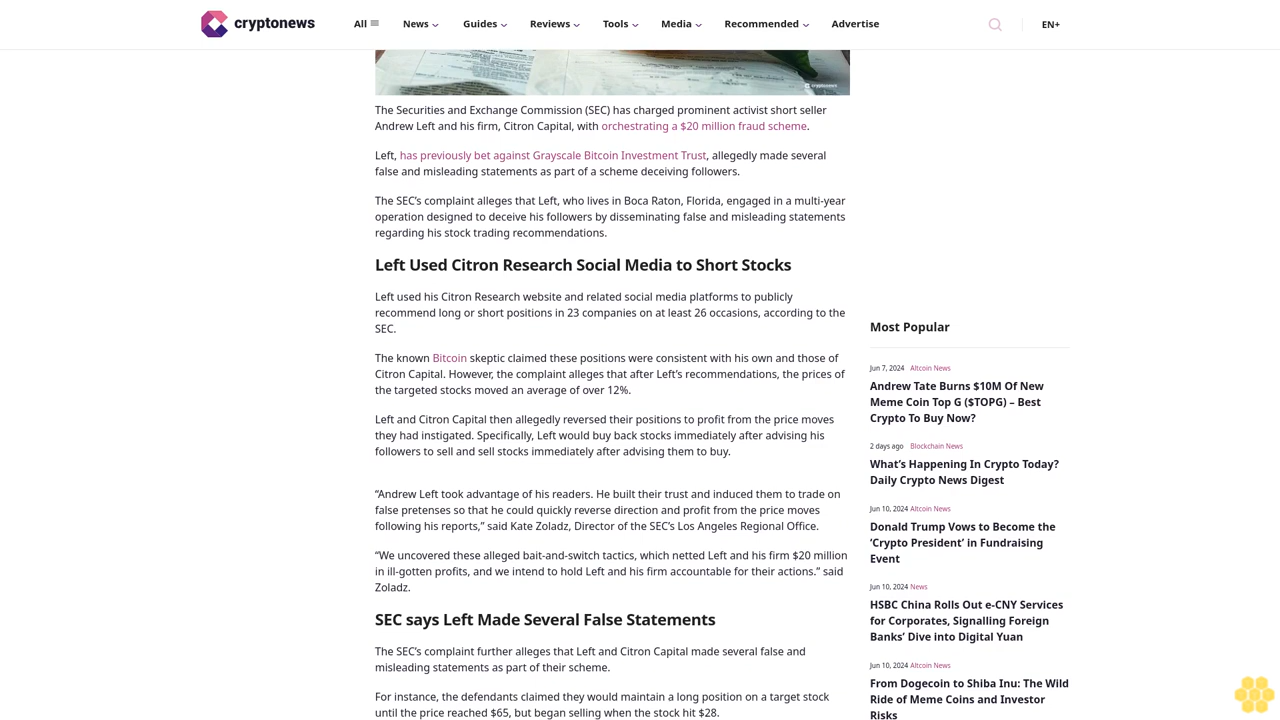 cryptonews
All
News
Guides
Reviews
Tools
Media
Recommended
Advertise
EN+
cryptonews
The Securities and Exchange Commission (SEC) has charged prominent activist short seller
Andrew Left and his firm, Citron Capital, with orchestrating a $20 million fraud scheme.
Left, has previously bet against Grayscale Bitcoin Investment Trust, allegedly made several
false and misleading statements as part of a scheme deceiving followers.
The SEC’s complaint alleges that Left, who lives in Boca Raton, Florida, engaged in a multi-year
operation designed to deceive his followers by disseminating false and misleading statements
regarding his stock trading recommendations.
Left Used Citron Research Social Media to Short Stocks
Left used his Citron Research website and related social media platforms to publicly
recommend long or short positions in 23 companies on at least 26 occasions, according to the
SEC.
The known Bitcoin skeptic claimed these positions were consistent with his own and those of
Citron Capital. However, the complaint alleges that after Left’s recommendations, the prices of
the targeted stocks moved an average of over 12%.
Left and Citron Capital then allegedly reversed their positions to profit from the price moves
they had instigated. Specifically, Left would buy back stocks immediately after advising his
followers to sell and sell stocks immediately after advising them to buy.
“Andrew Left took advantage of his readers. He built their trust and induced them to trade on
false pretenses so that he could quickly reverse direction and profit from the price moves
following his reports,” said Kate Zoladz, Director of the SEC’s Los Angeles Regional Office.
“We uncovered these alleged bait-and-switch tactics, which netted Left and his firm $20 million
in ill-gotten profits, and we intend to hold Left and his firm accountable for their actions.” said
Zoladz.
SEC says Left Made Several False Statements
The SEC’s complaint further alleges that Left and Citron Capital made several false and
misleading statements as part of their scheme.
For instance, the defendants claimed they would maintain a long position on a target stock
until the price reached $65, but began selling when the stock hit $28.
Most Popular
Jun 7, 2024 Altcoin News
Andrew Tate Burns $10M Of New
Meme Coin Top G ($TOPG) – Best
Crypto To Buy Now?
2 days ago Blockchain News
What’s Happening In Crypto Today?
Daily Crypto News Digest
Jun 10, 2024 Altcoin News
Donald Trump Vows to Become the
‘Crypto President’ in Fundraising
Event
Jun 10, 2024 News
HSBC China Rolls Out e-CNY Services
for Corporates, Signalling Foreign
Banks’ Dive into Digital Yuan
Jun 10, 2024 Altcoin News
From Dogecoin to Shiba Inu: The Wild
Ride of Meme Coins and Investor
Risks